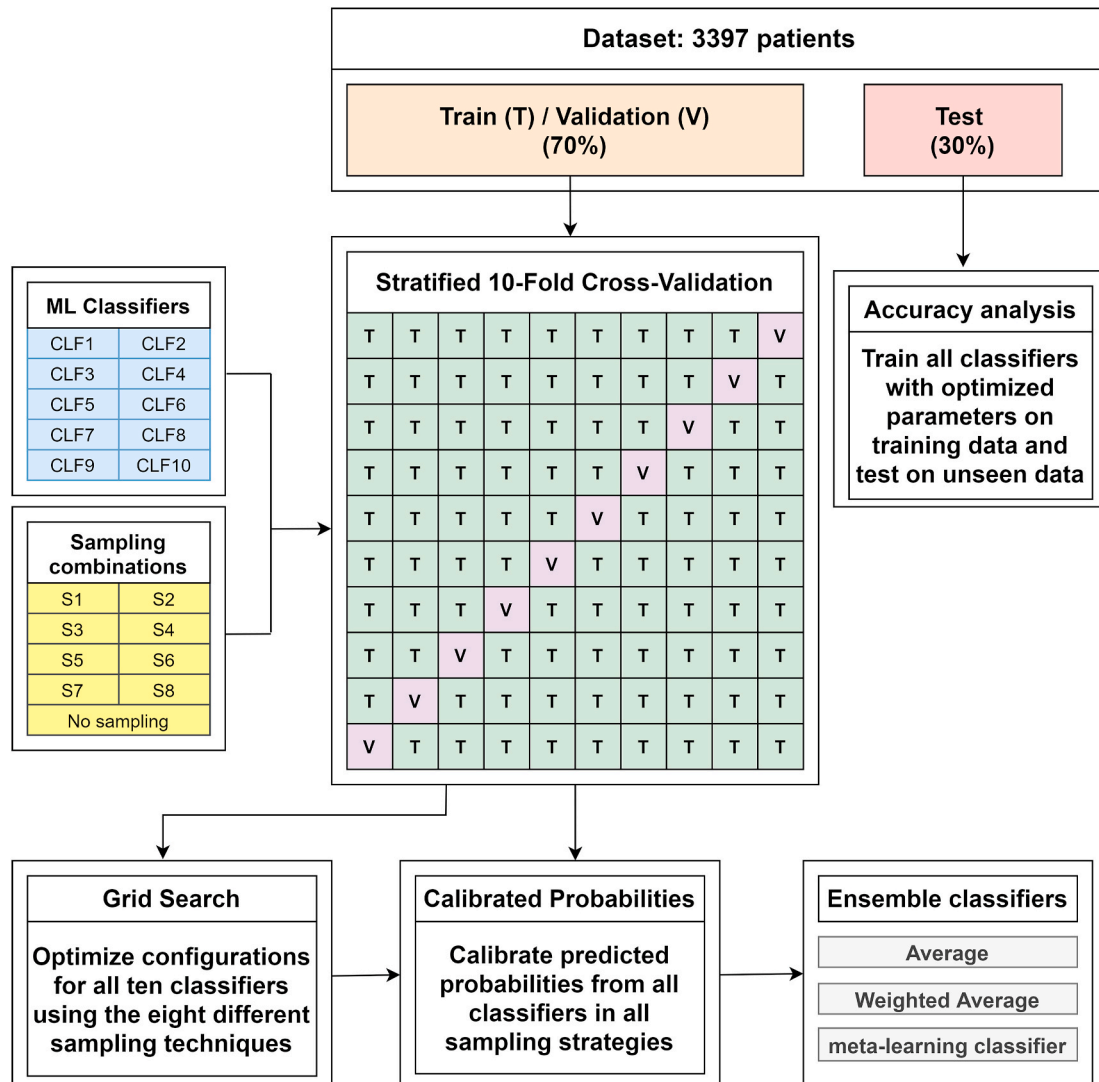 Dataset: 3397 patients
Train (T) / Validation (V)
(70%)
Test
(30%)
ML Classifiers
CLF1 CLF2
CLF3 CLF4
CLF5 CLF6
CLF7 CLF8
CLF9 CLF10
Sampling
combinations
S1 S2
S3 S4
S5 S6
S7 S8
No sampling
Stratified 10-Fold Cross-Validation
T T T T T T T T T V
T T T T T T T T V T
T T T T T T T V T T
T T T T T T V T T T
T T T T T V T T T T
T T T T V T T T T T
T T T V T T T T T T
T T V T T T T T T T
T V T T T T T T T T
V T T T T T T T T T
Accuracy analysis
Train all classifiers
with optimized
parameters on
training data and
test on unseen data
Grid Search
Optimize configurations
for all ten classifiers
using the eight different
sampling techniques
Calibrated Probabilities
Calibrate predicted
probabilities from all
classifiers in all
sampling strategies
Ensemble classifiers
Average
Weighted Average
meta-learning classifier